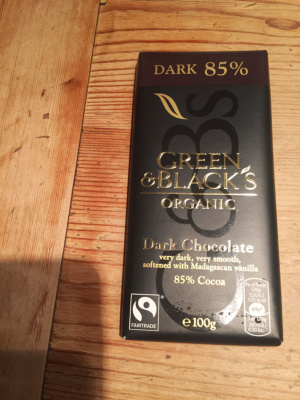 DARK 85%
G&B's
GREEN
&BLACK'S
ORGANIC
Dark Chocolate
very dark, very smooth,
softened with Madagascan vanilla
85% Cocoa
FAIRTRADE
e100g